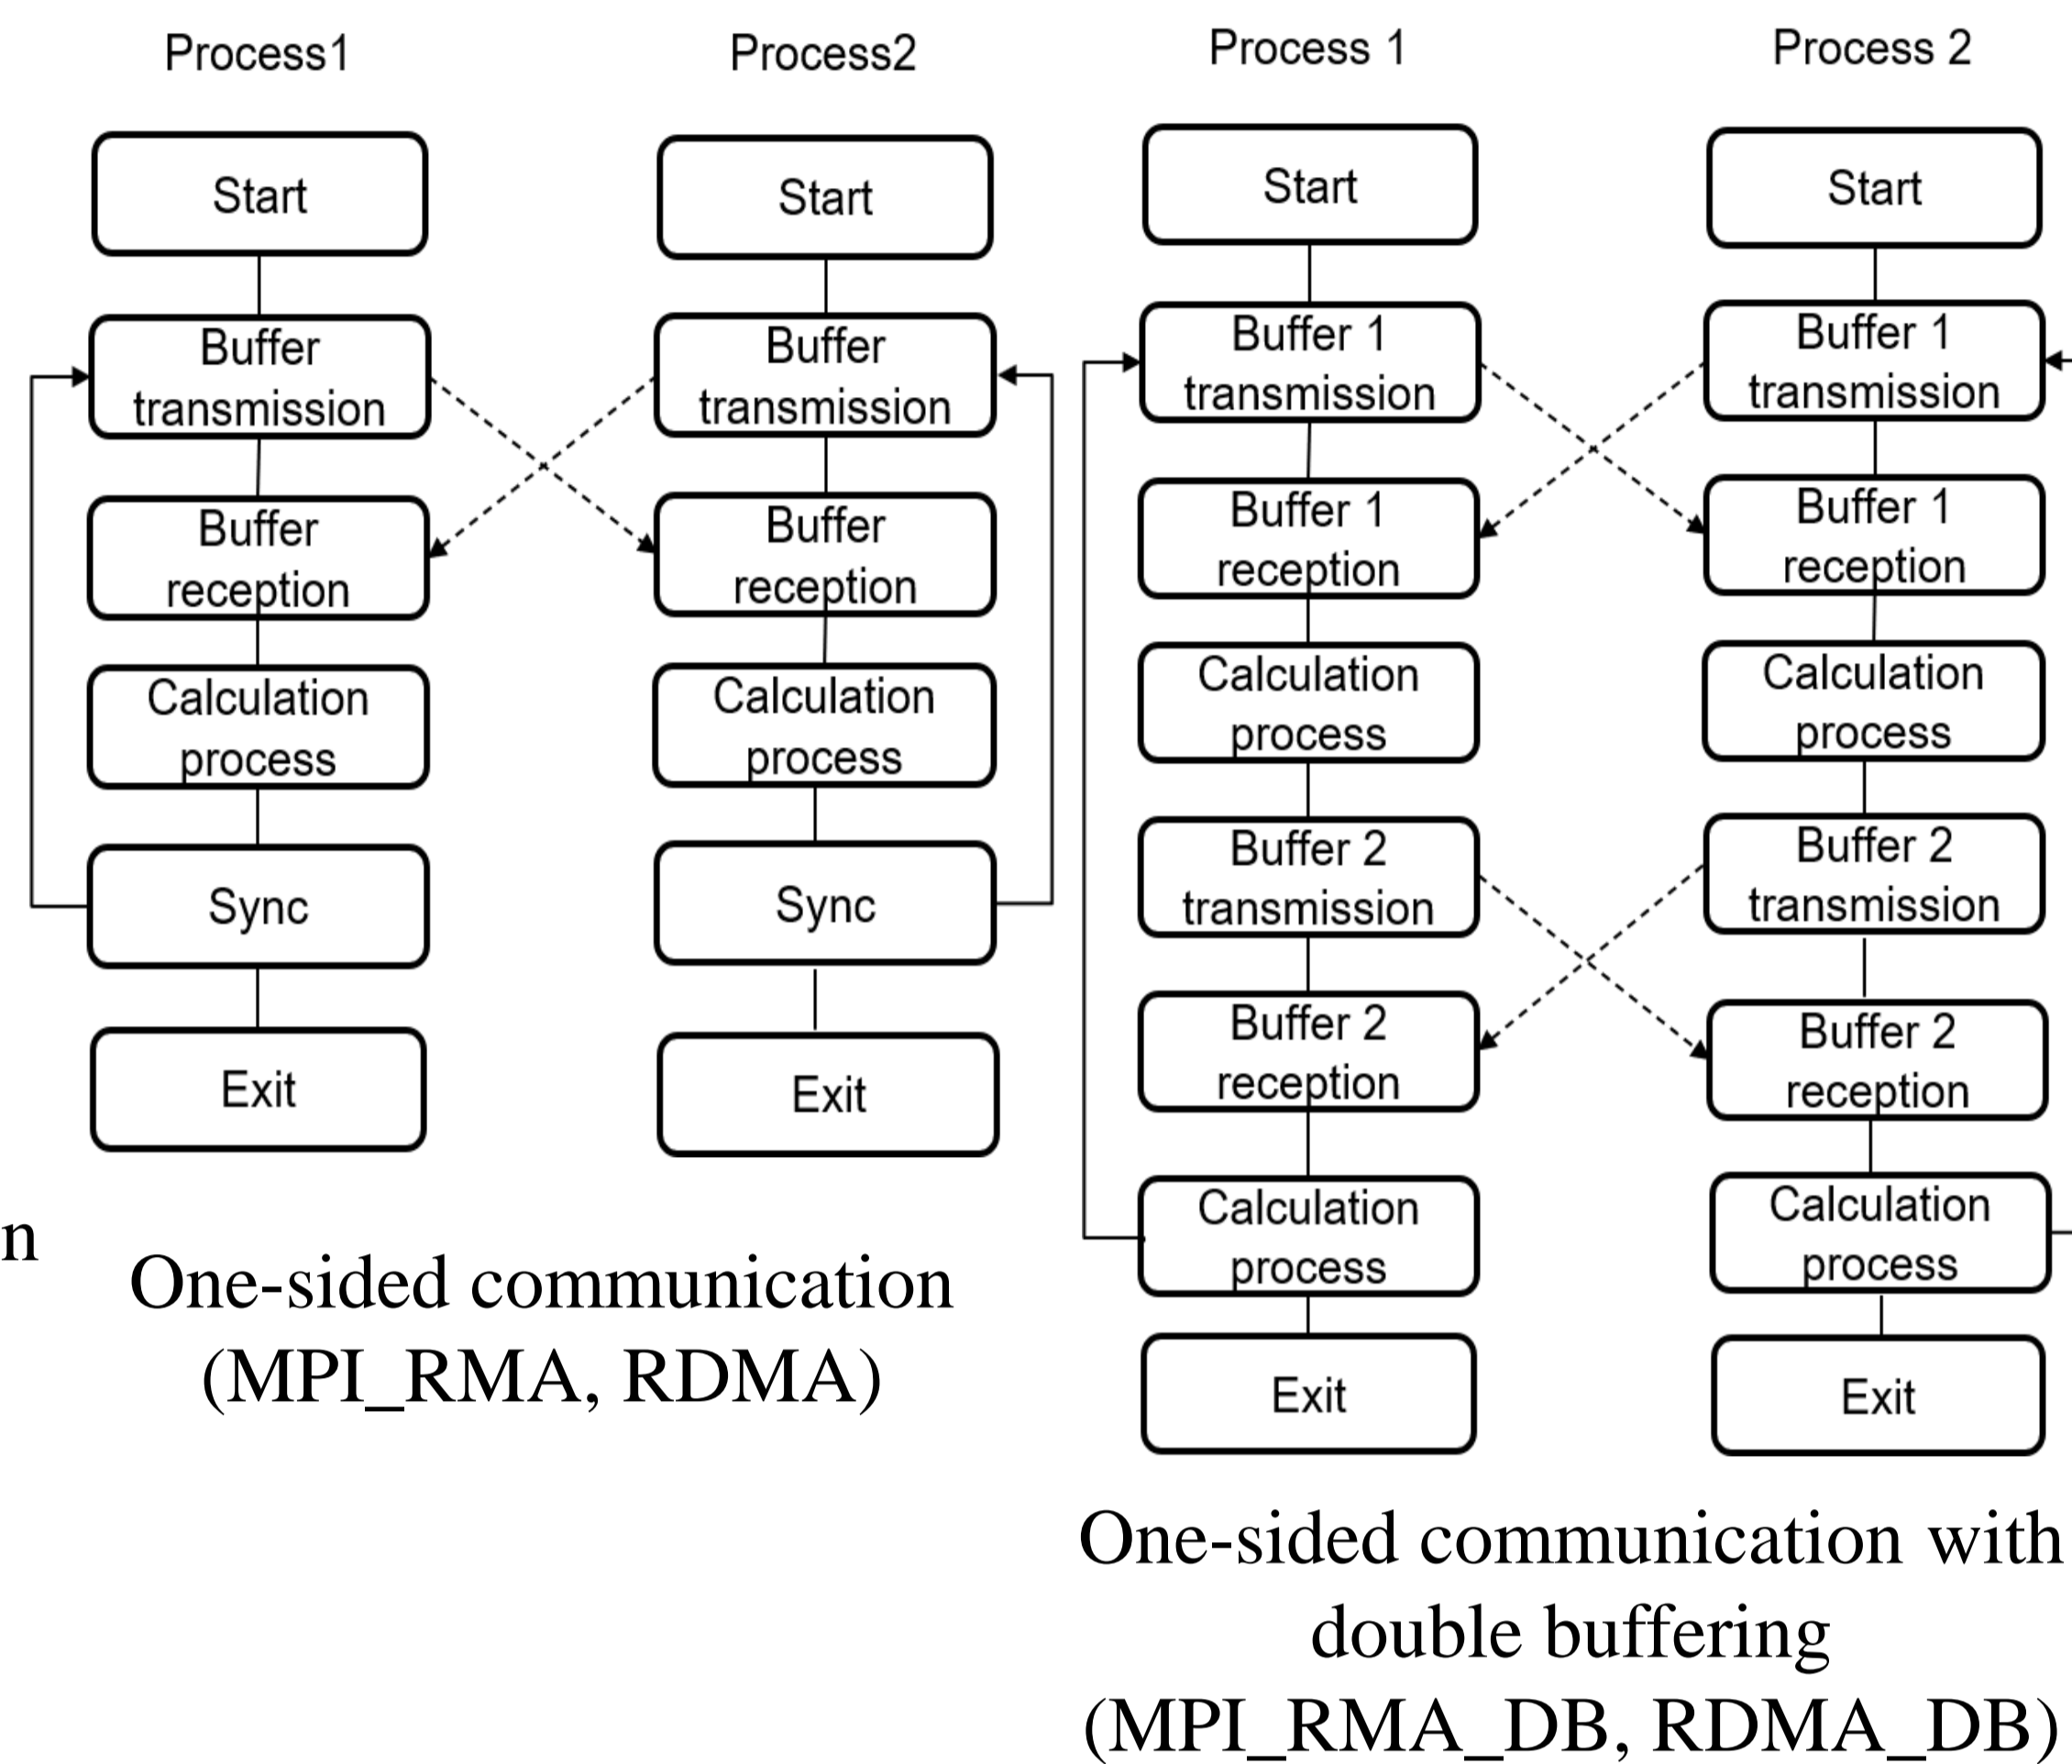 Process1
Start
Buffer
transmission
Buffer
reception
Calculation
process
Sync
Exit
Process2
Start
Buffer
transmission
Buffer
reception
Calculation
process
Sync
Exit
n
One-sided communication
(MPI_RMA, RDMA)
Process 1
Start
Buffer 1
transmission
Buffer 1
reception
Calculation
process
Buffer 2
transmission
Buffer 2
reception
Calculation
process
Exit
Process 2
Start
Buffer 1
transmission
Buffer 1
reception
Calculation
process
Buffer 2
transmission
Buffer 2
reception
Calculation
process
Exit
One-sided communication with
double buffering
(MPI_RMA_DB, RDMA_DB)